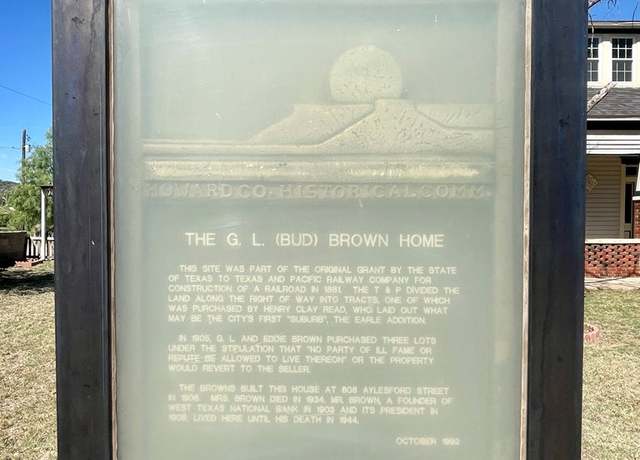 HOWARD CO. HISTORICAL COMM.
THE G. L. (BUD) BROWN HOME
THIS SITE WAS PART OF THE ORIGINAL GRANT BY THE STATE
OF TEXAS TO TEXAS AND PACIFIC RAILWAY COMPANY FOR
CONSTRUCTION OF A RAILROAD IN 1881. THE T & P DIVIDED THE
LAND ALONG THE RIGHT OF WAY INTO TRACTS, ONE OF WHICH
WAS PURCHASED BY HENRY CLAY READ, WHO LAID OUT WHAT
MAY BE THE CITY'S FIRST "SUBURB", THE EARLE ADDITION.
IN 1905, G. L. AND EDDIE BROWN PURCHASED THREE LOTS
UNDER THE STIPULATION THAT "NO PARTY OF ILL FAME OR
REPUTE BE ALLOWED TO LIVE THEREON" OR THE PROPERTY
WOULD REVERT TO THE SELLER.
THE BROWNS BUILT THIS HOUSE AT 608 AYLESFORD STREET
IN 1908. MRS. BROWN DIED IN 1934. MR. BROWN, A FOUNDER OF
WEST TEXAS NATIONAL BANK IN 1903 AND ITS PRESIDENT IN
1909, LIVED HERE UNTIL HIS DEATH IN 1944.
OCTOBER 1992